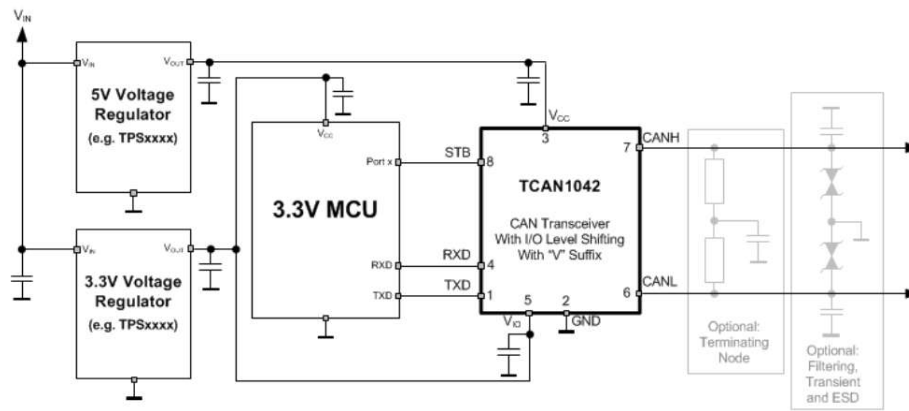 VIN
VIN
VOUT
5V Voltage
Regulator
(e.g. TPSxxxx)
VIN
VOUT
3.3V Voltage
Regulator
(e.g. TPSxxxx)
VCC
Port x
3.3V MCU
RXD
TXD
STB
RXD
TXD
VCC
3
8
7
TCAN1042
CAN Transceiver
With I/O Level Shifting
With "V" Suffix
4
1
6
5
2
VIO
GND
CANH
CANL
Optional:
Terminating
Node
Optional:
Filtering,
Transient
and ESD